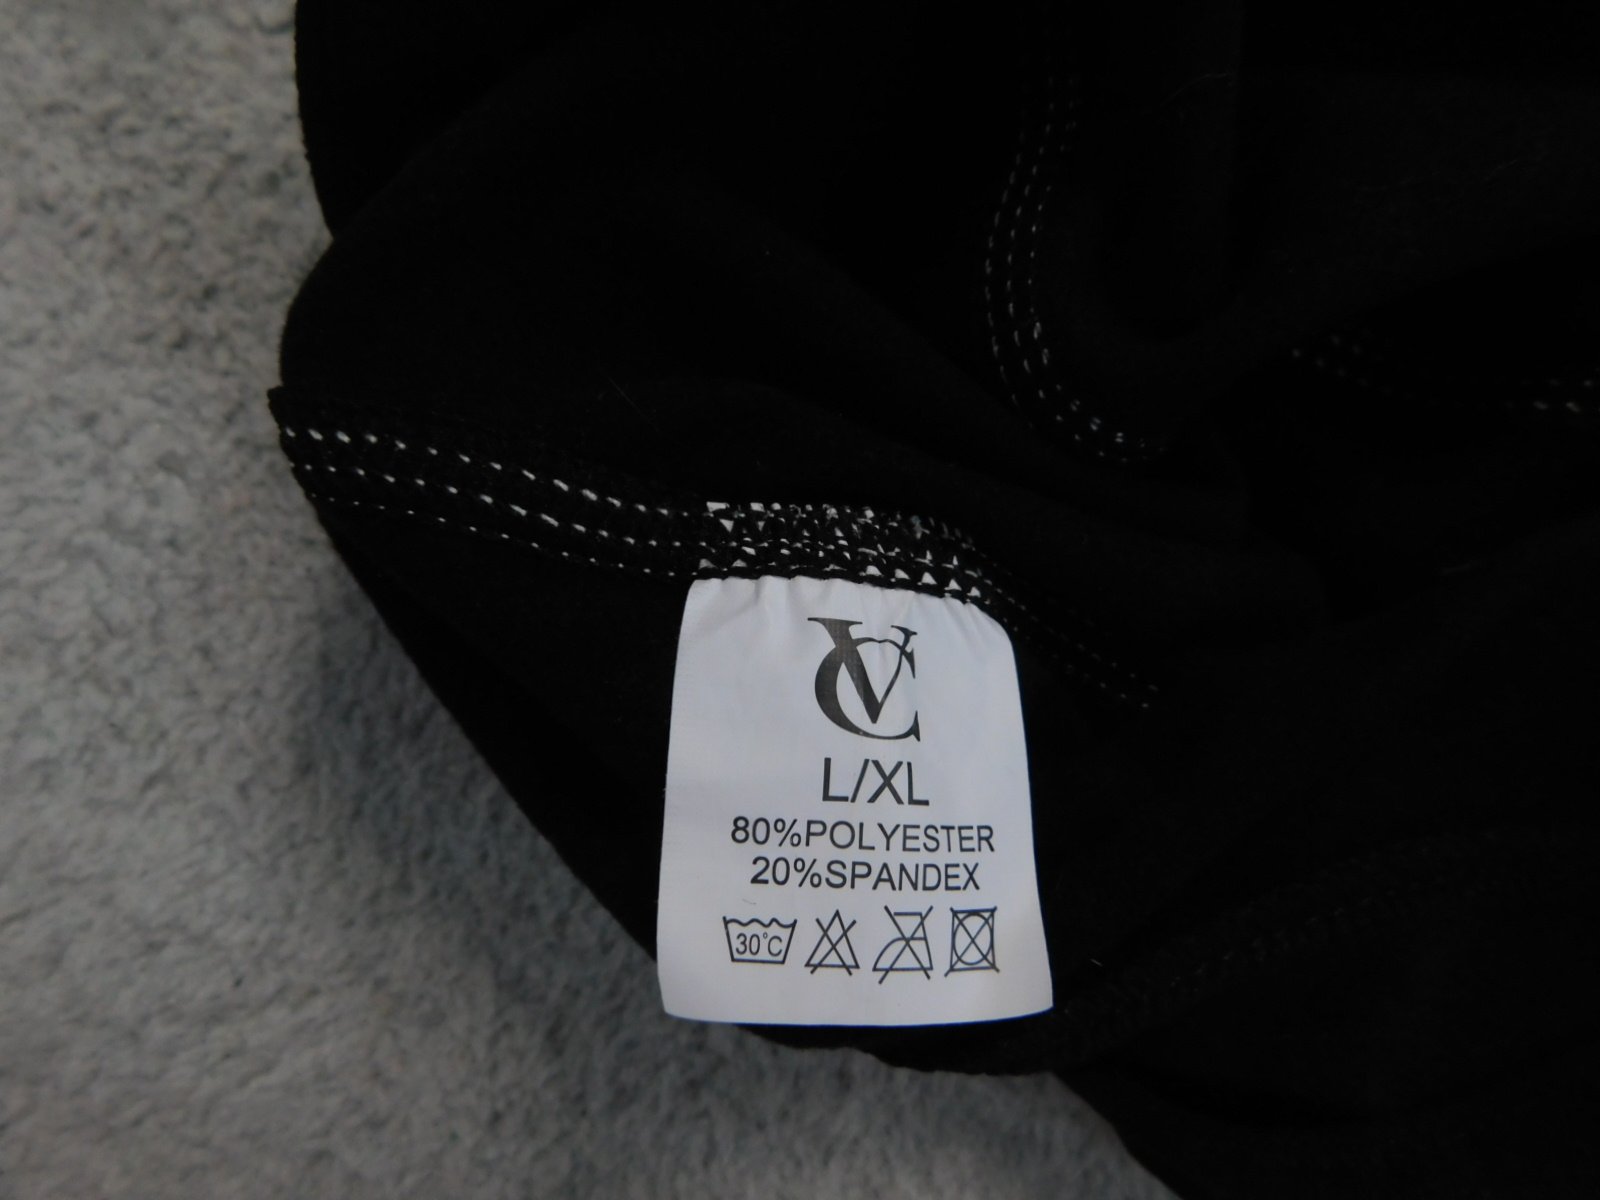 VC
L/XL
80%POLYESTER
20%SPANDEX
30°C